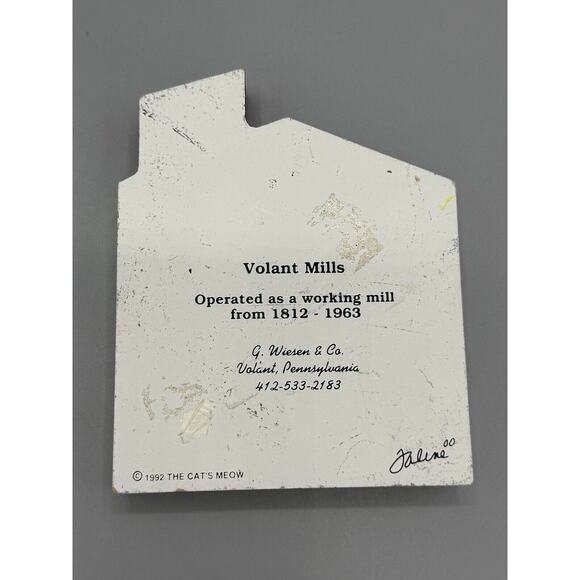 Volant Mills
Operated as a working mill
from 1812 - 1963
G. Wiesen & Co.
Volant, Pennsylvania
412-533-2183
Faline 00
© 1992 THE CAT'S MEOW